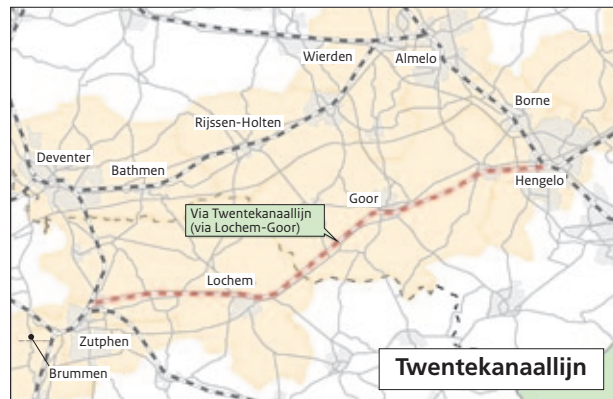 Wierden
Almelo
Borne
Rijssen-Holten
Deventer
Bathmen
Hengelo
Goor
Via Twentekanaallijn
(via Lochem-Goor)
Lochem
Zutphen
Brummen
Twentekanaallijn